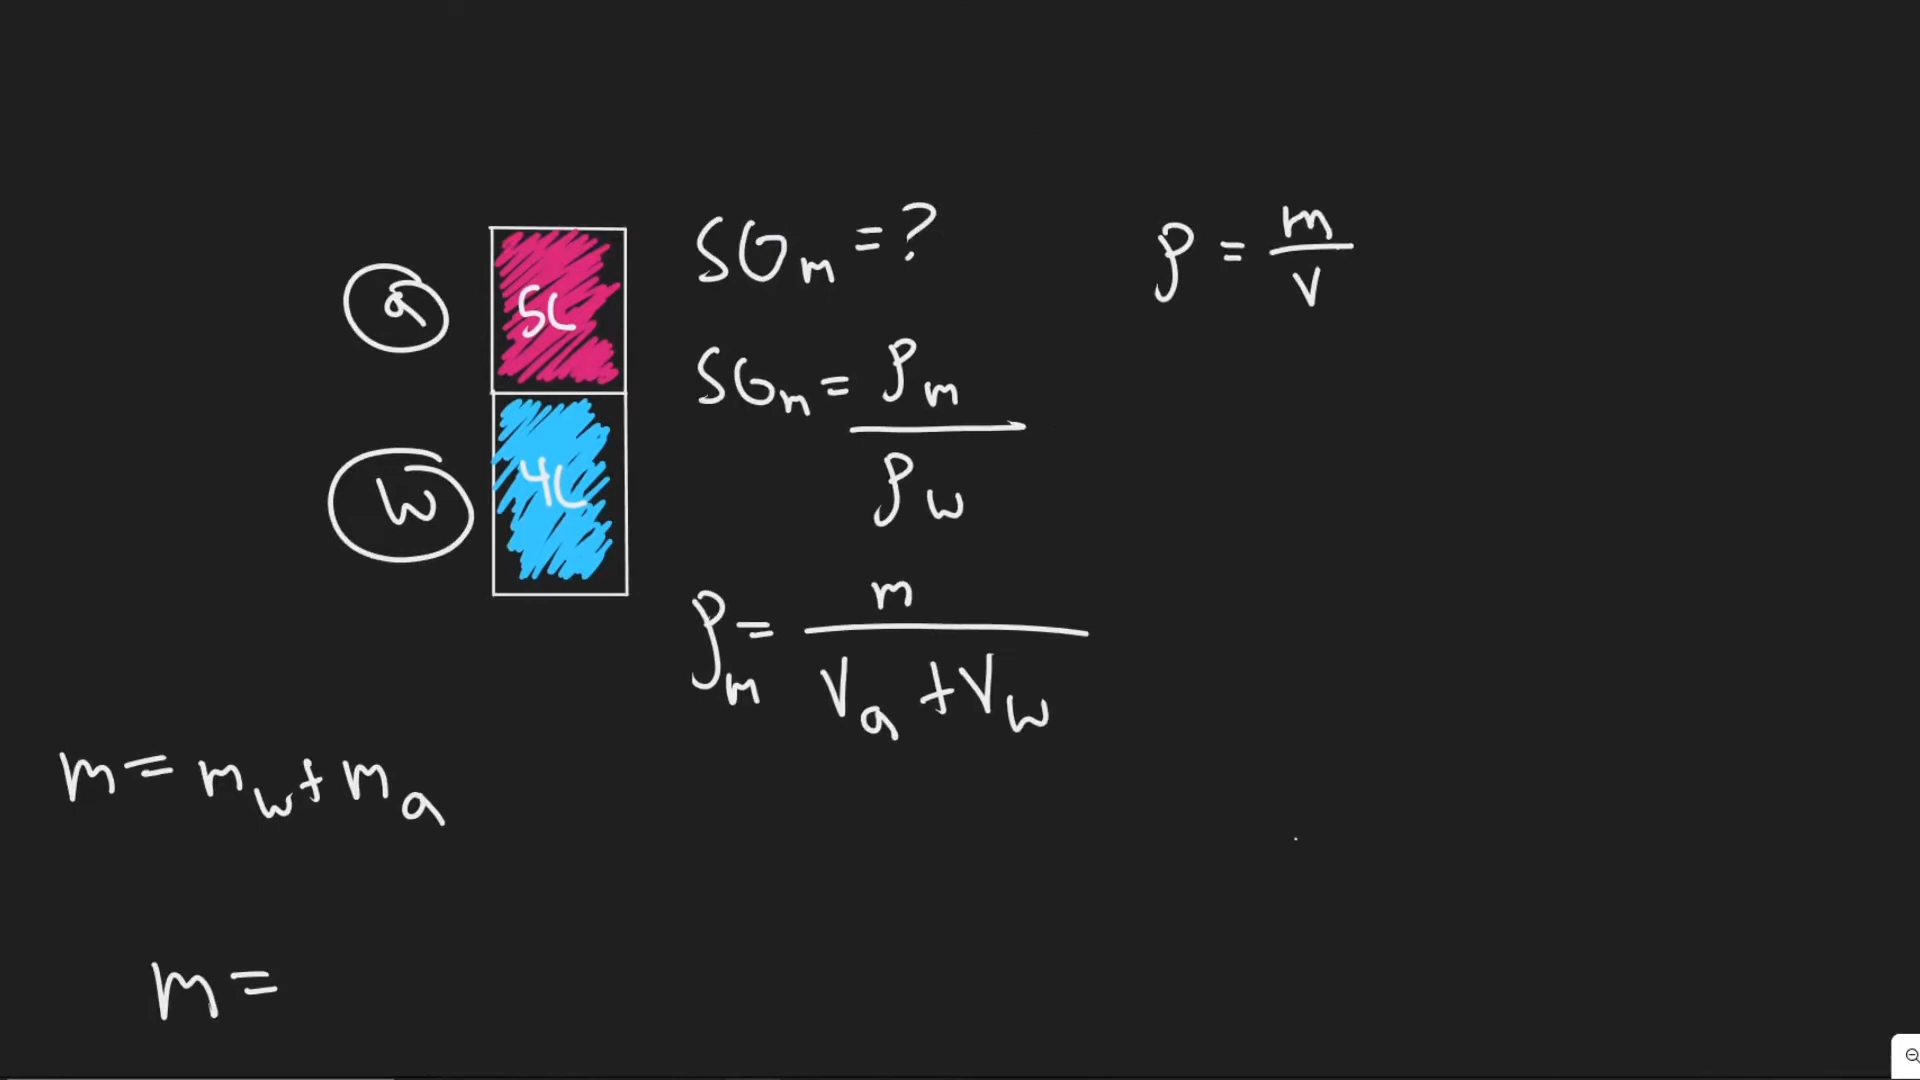 SGm = ?
ρ = m/V
a
5L
SGm = ρm/ρw
w
4L
ρm = m/(Va + Vw)
m = mw + ma
m =